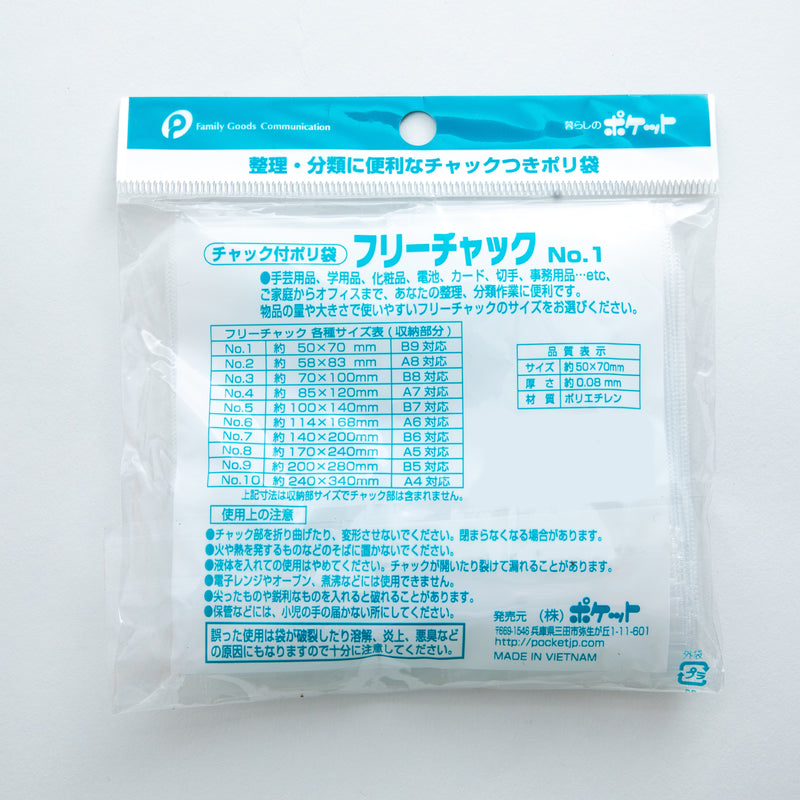 Family Goods Communication
暮らしの ポケット
整理・分類に便利なチャックつきポリ袋
チャック付ポリ袋 フリーチャック No.1
●手芸用品、学用品、化粧品、電池、カード、切手、事務用品…etc、
ご家庭からオフィスまで、あなたの整理、分類作業に便利です。
物品の量や大きさで使いやすいフリーチャックのサイズをお選びください。
フリーチャック 各種サイズ表 (収納部分)
No.1 約 50×70 mm B9 対応
No.2 約 58×83 mm A8 対応
No.3 約 70×100mm B8 対応
No.4 約 85×120mm A7 対応
No.5 約 100×140mm B7 対応
No.6 約 114×168mm A6 対応
No.7 約 140×200mm B6 対応
No.8 約 170×240mm A5 対応
No.9 約 200×280mm B5 対応
No.10 約 240×340mm A4 対応
上記寸法は収納部サイズでチャック部は含まれません。
品質表示
サイズ 約50×70mm
厚さ 約0.08mm
材質 ポリエチレン
使用上の注意
●チャック部を折り曲げたり、変形させないでください。閉まらなくなる場合があります。
●火や熱を発するものなどのそばに置かないでください。
●液体を入れての使用はやめてください。チャックが開いたり裂けて漏れることがあります。
●電子レンジやオーブン、煮沸などには使用できません。
●尖ったものや鋭利なものを入れると破れることがあります。
●保管などには、小児の手の届かない所にしてください。
誤った使用は袋が破裂したり溶解、炎上、悪臭など
の原因にもなりますので十分に注意してください。
発売元 (株)ポケット
〒669-1546 兵庫県三田市弥生が丘1-11-601
http://pocketjp.com
MADE IN VIETNAM
外袋
プラ